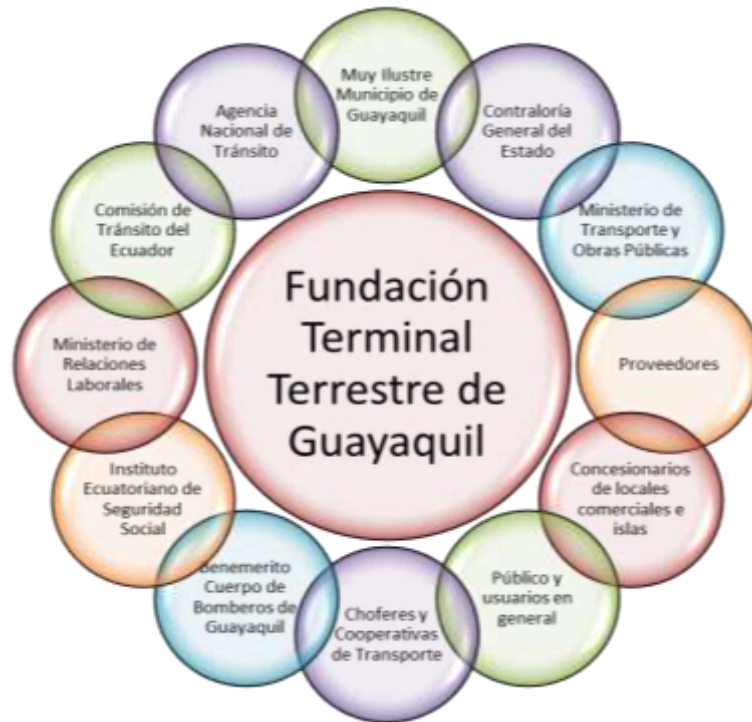 Muy Ilustre
Municipio de
Guayaquil
Contraloría
General del
Estado
Ministerio de
Transporte y
Obras Públicas
Proveedores
Concesionarios
de locales
comerciales e
islas
Público y
usuarios en
general
Choferes y
Cooperativas
de Transporte
Benemerito
Cuerpo de
Bomberos de
Guayaquil
Instituto
Ecuatoriano de
Seguridad
Social
Ministerio de
Relaciones
Laborales
Comisión de
Tránsito del
Ecuador
Agencia
Nacional de
Tránsito
Fundación
Terminal
Terrestre de
Guayaquil